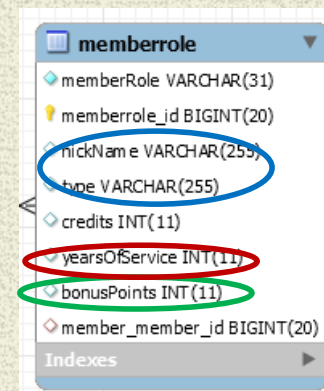 memberrole
memberRole VARCHAR(31)
memberrole_id BIGINT(20)
nickName VARCHAR(255)
type VARCHAR(255)
credits INT(11)
yearsOfService INT(11)
bonusPoints INT(11)
member_member_id BIGINT(20)
Indexes